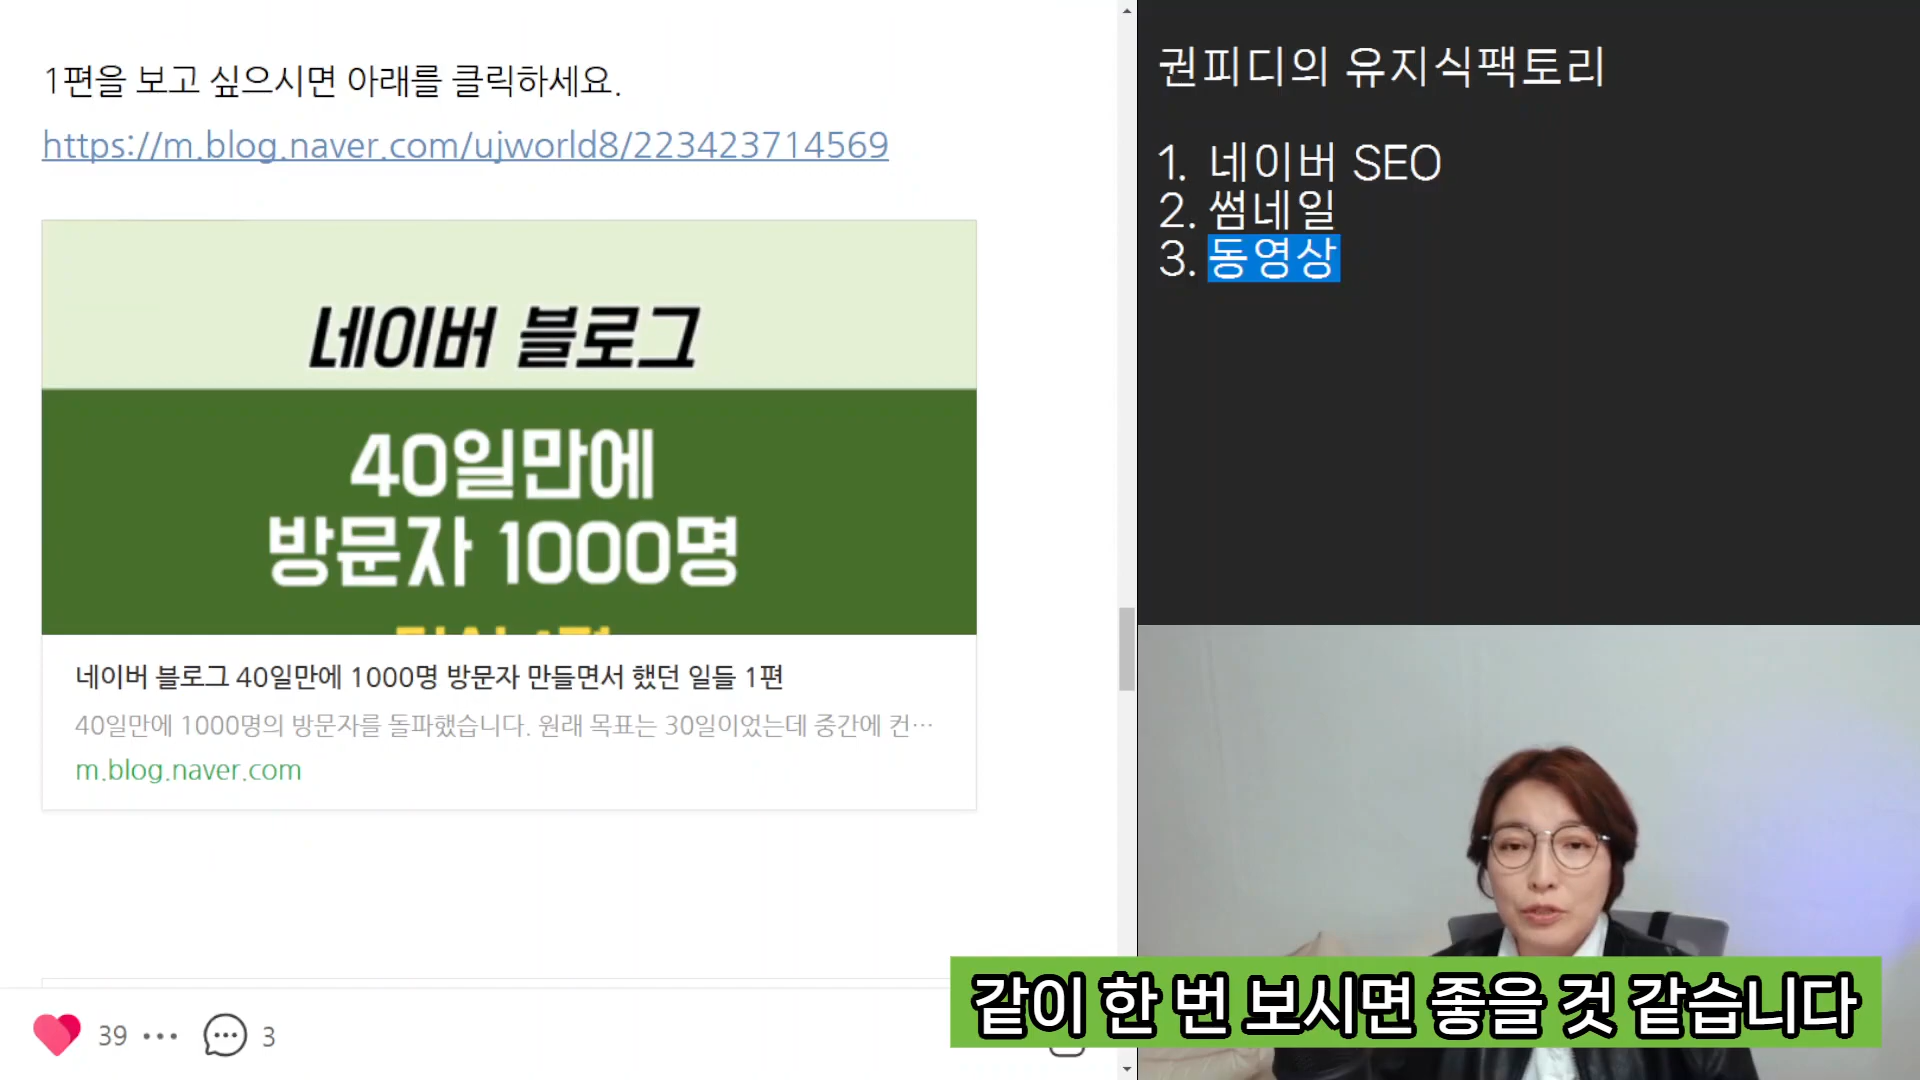 1편을 보고 싶으시면 아래를 클릭하세요.
https://m.blog.naver.com/ujworld8/223423714569
네이버 블로그
40일만에
방문자 1000명
네이버 블로그 40일만에 1000명 방문자 만들면서 했던 일들 1편
40일만에 1000명의 방문자를 돌파했습니다. 원래 목표는 30일이었는데 중간에 컨…
m.blog.naver.com
39
3
권피디의 유지식팩토리
1. 네이버 SEO
2. 썸네일
3. 동영상
같이 한 번 보시면 좋을 것 같습니다